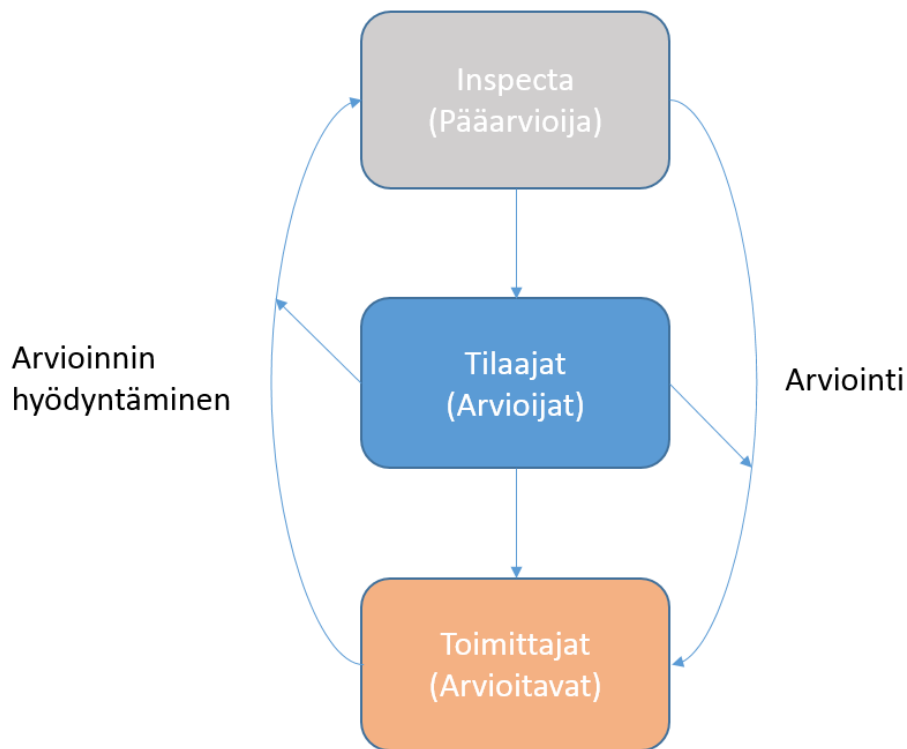 Inspecta
(Pääarvioija)
Arvioinnin
hyödyntäminen
Tilaajat
(Arvioijat)
Arviointi
Toimittajat
(Arvioitavat)